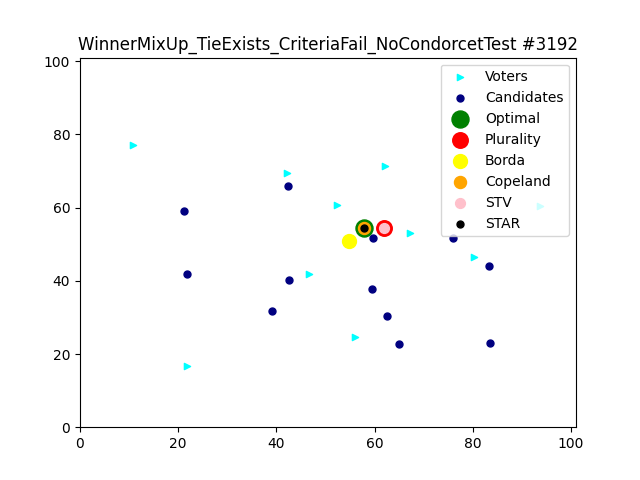 WinnerMixUp_TieExists_CriteriaFail_NoCondorcetTest #3192
100
80
60
40
20
0
0 20 40 60 80 100
Voters
Candidates
Optimal
Plurality
Borda
Copeland
STV
STAR